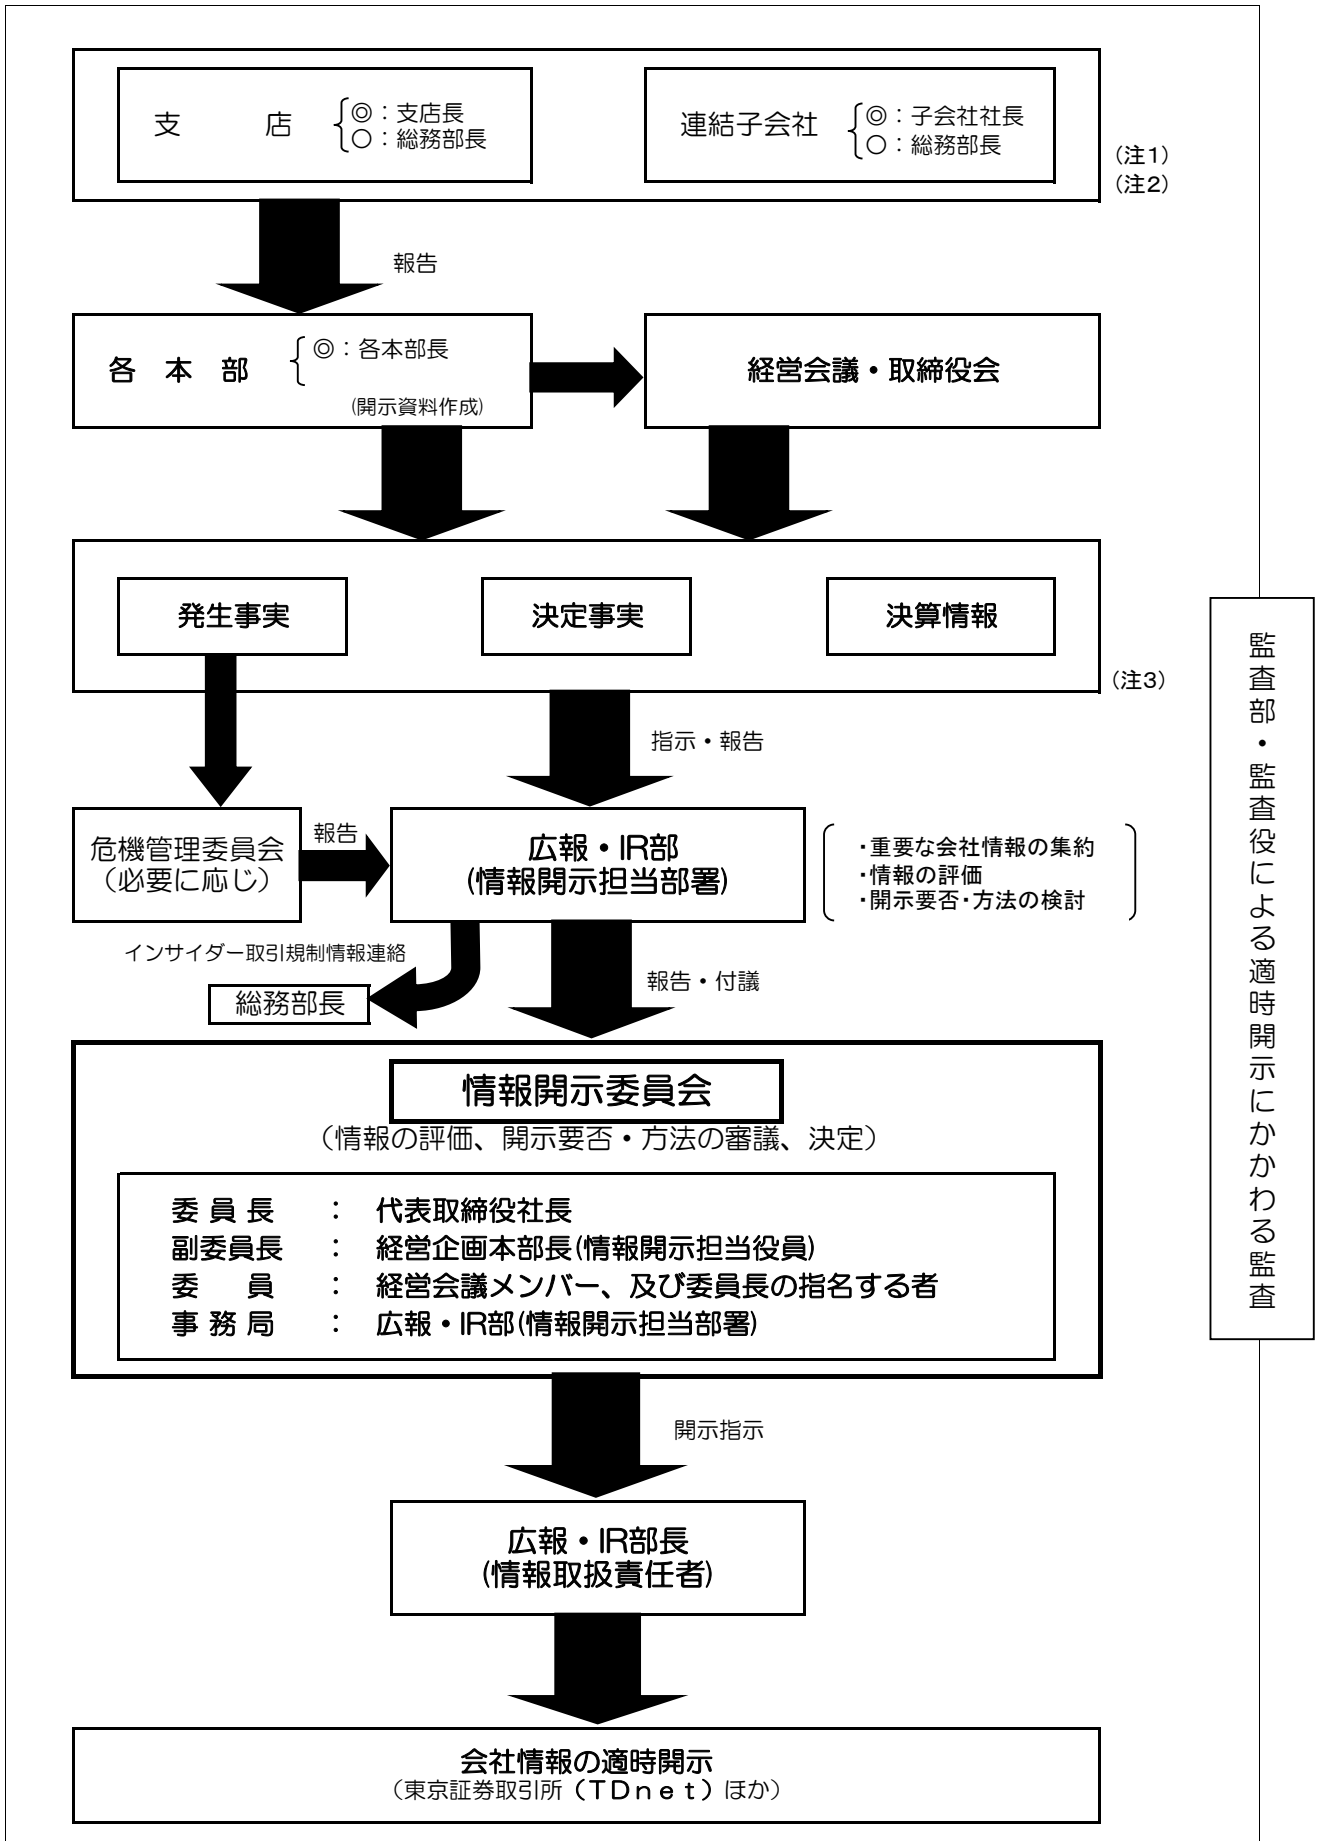 支　店 ◎：支店長
○：総務部長
連結子会社 ◎：子会社社長
○：総務部長
（注1）
（注2）
報告
各 本 部 ◎：各本部長
(開示資料作成)
経営会議・取締役会
発生事実
決定事実
決算情報
（注3）
指示・報告
危機管理委員会
（必要に応じ）
報告
広報・IR部
(情報開示担当部署)
・重要な会社情報の集約
・情報の評価
・開示要否・方法の検討
インサイダー取引規制情報連絡
総務部長
報告・付議
情報開示委員会
（情報の評価、開示要否・方法の審議、決定）
委 員 長 ： 代表取締役社長
副委員長 ： 経営企画本部長(情報開示担当役員)
委　員 ： 経営会議メンバー、及び委員長の指名する者
事 務 局 ： 広報・IR部(情報開示担当部署)
開示指示
広報・IR部長
(情報取扱責任者)
会社情報の適時開示
（東京証券取引所（ＴＤｎｅｔ）ほか）
監査部・監査役による適時開示にかかわる監査